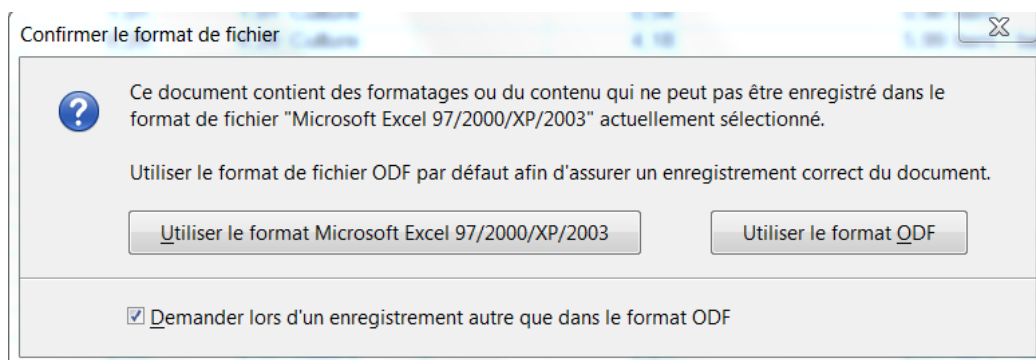 Confirmer le format de fichier
Ce document contient des formatages ou du contenu qui ne peut pas être enregistré dans le
format de fichier "Microsoft Excel 97/2000/XP/2003" actuellement sélectionné.
Utiliser le format de fichier ODF par défaut afin d'assurer un enregistrement correct du document.
Utiliser le format Microsoft Excel 97/2000/XP/2003
Utiliser le format ODF
Demander lors d'un enregistrement autre que dans le format ODF